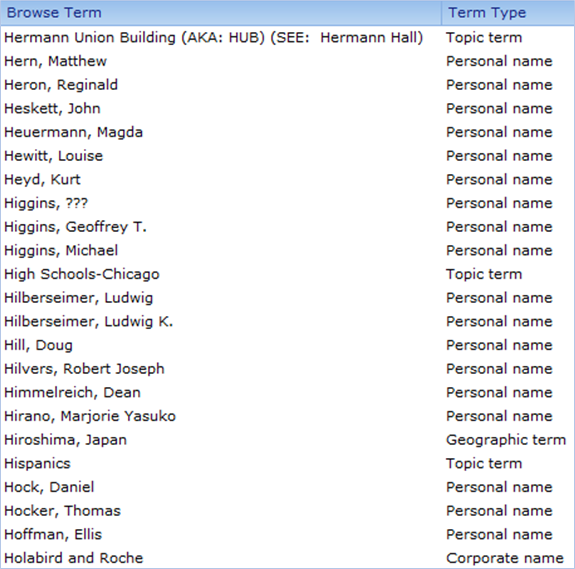 Browse Term Term Type
Hermann Union Building (AKA: HUB) (SEE:  Hermann Hall) Topic term
Hern, Matthew Personal name
Heron, Reginald Personal name
Heskett, John Personal name
Heuermann, Magda Personal name
Hewitt, Louise Personal name
Heyd, Kurt Personal name
Higgins, ??? Personal name
Higgins, Geoffrey T. Personal name
Higgins, Michael Personal name
High Schools-Chicago Topic term
Hilberseimer, Ludwig Personal name
Hilberseimer, Ludwig K. Personal name
Hill, Doug Personal name
Hilvers, Robert Joseph Personal name
Himmelreich, Dean Personal name
Hirano, Marjorie Yasuko Personal name
Hiroshima, Japan Geographic term
Hispanics Topic term
Hock, Daniel Personal name
Hocker, Thomas Personal name
Hoffman, Ellis Personal name
Holabird and Roche Corporate name